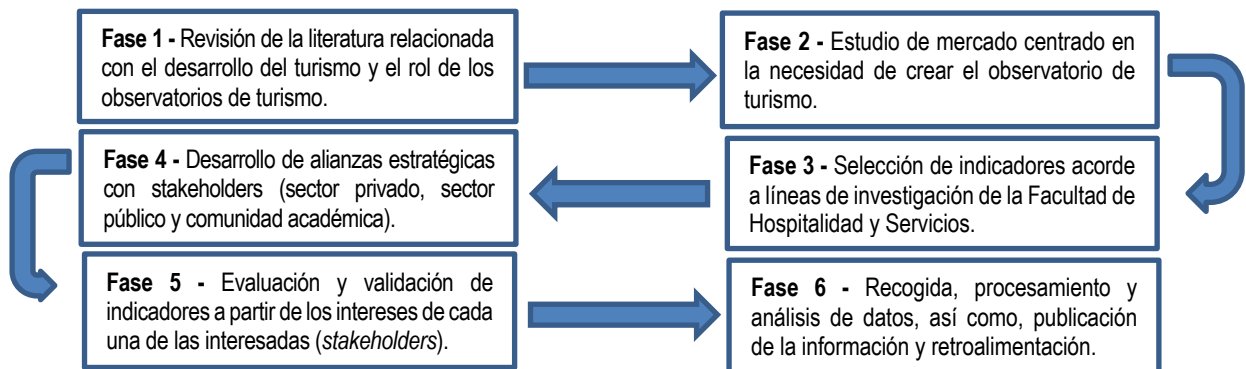 Fase 1 - Revisión de la literatura relacionada
con el desarrollo del turismo y el rol de los
observatorios de turismo.
Fase 2 - Estudio de mercado centrado en
la necesidad de crear el observatorio de
turismo.
Fase 3 - Selección de indicadores acorde
a líneas de investigación de la Facultad de
Hospitalidad y Servicios.
Fase 4 - Desarrollo de alianzas estratégicas
con stakeholders (sector privado, sector
público y comunidad académica).
Fase 5 - Evaluación y validación de
indicadores a partir de los intereses de cada
una de las interesadas (stakeholders).
Fase 6 - Recogida, procesamiento y
análisis de datos, así como, publicación
de la información y retroalimentación.